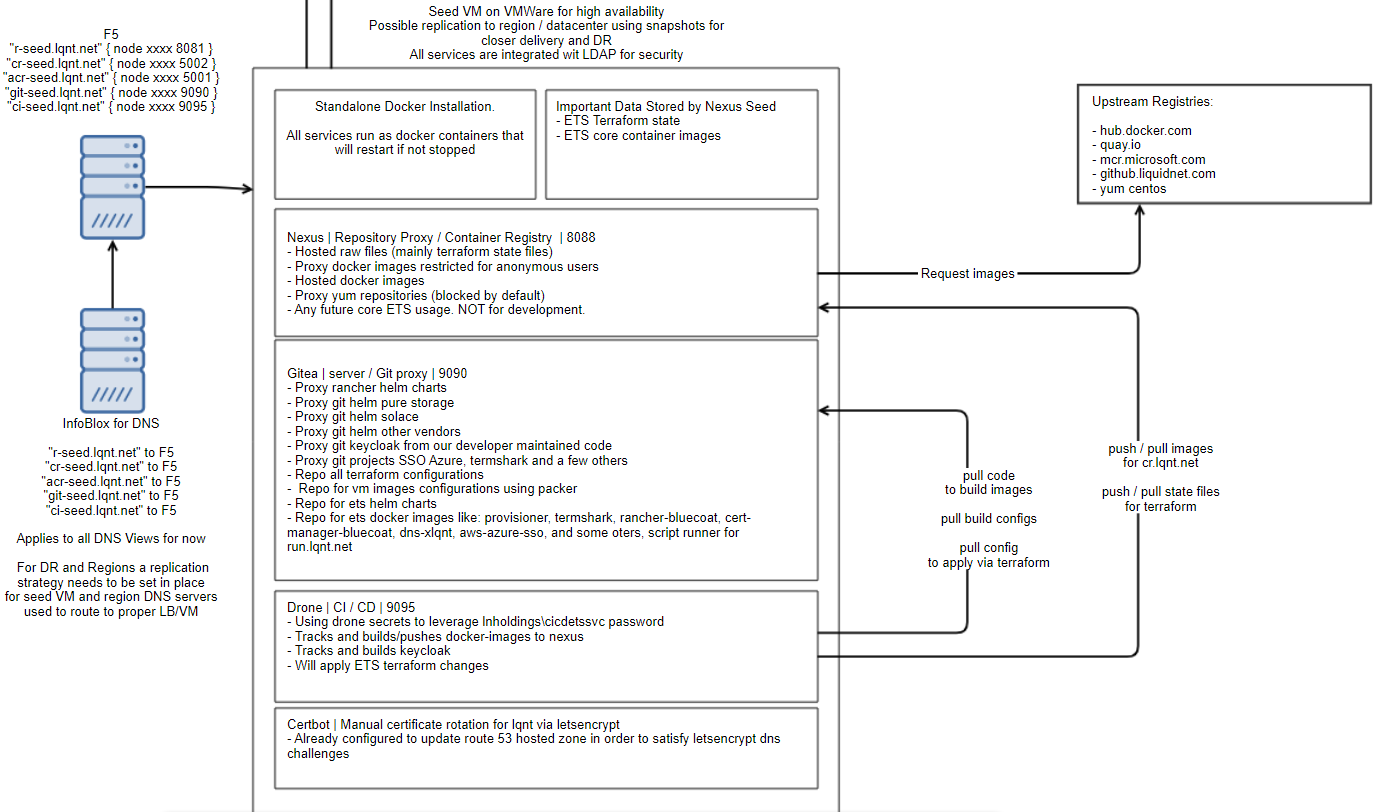 Seed VM on VMWare for high availability
Possible replication to region / datacenter using snapshots for
closer delivery and DR
All services are integrated wit LDAP for security
F5
"r-seed.lqnt.net" { node xxxx 8081 }
"cr-seed.lqnt.net" { node xxxx 5002 }
"acr-seed.lqnt.net" { node xxxx 5001 }
"git-seed.lqnt.net" { node xxxx 9090 }
"ci-seed.lqnt.net" { node xxxx 9095 }
InfoBlox for DNS
"r-seed.lqnt.net" to F5
"cr-seed.lqnt.net" to F5
"acr-seed.lqnt.net" to F5
"git-seed.lqnt.net" to F5
"ci-seed.lqnt.net" to F5
Applies to all DNS Views for now
For DR and Regions a replication
strategy needs to be set in place
for seed VM and region DNS servers
used to route to proper LB/VM
Standalone Docker Installation.
All services run as docker containers that
will restart if not stopped
Important Data Stored by Nexus Seed
- ETS Terraform state
- ETS core container images
Nexus | Repository Proxy / Container Registry | 8088
- Hosted raw files (mainly terraform state files)
- Proxy docker images restricted for anonymous users
- Hosted docker images
- Proxy yum repositories (blocked by default)
- Any future core ETS usage. NOT for development.
Gitea | server / Git proxy | 9090
- Proxy rancher helm charts
- Proxy git helm pure storage
- Proxy git helm solace
- Proxy git helm other vendors
- Proxy git keycloak from our developer maintained code
- Proxy git projects SSO Azure, termshark and a few others
- Repo all terraform configurations
- Repo for vm images configurations using packer
- Repo for ets helm charts
- Repo for ets docker images like: provisioner, termshark, rancher-bluecoat, cert-
manager-bluecoat, dns-xlqnt, aws-azure-sso, and some oters, script runner for
run.lqnt.net
Drone | CI / CD | 9095
- Using drone secrets to leverage lnholdings\cicdetssvc password
- Tracks and builds/pushes docker-images to nexus
- Tracks and builds keycloak
- Will apply ETS terraform changes
Certbot | Manual certificate rotation for lqnt via letsencrypt
- Already configured to update route 53 hosted zone in order to satisfy letsencrypt dns
challenges
Upstream Registries:
- hub.docker.com
- quay.io
- mcr.microsoft.com
- github.liquidnet.com
- yum centos
Request images
pull code
to build images
pull build configs
pull config
to apply via terraform
push / pull images
for cr.lqnt.net
push / pull state files
for terraform